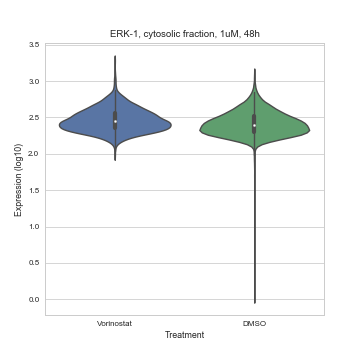 ERK-1, cytosolic fraction, 1uM, 48h
3.5
3.0
2.5
2.0
1.5
1.0
0.5
0.0
Expression (log10)
Vorinostat
DMSO
Treatment